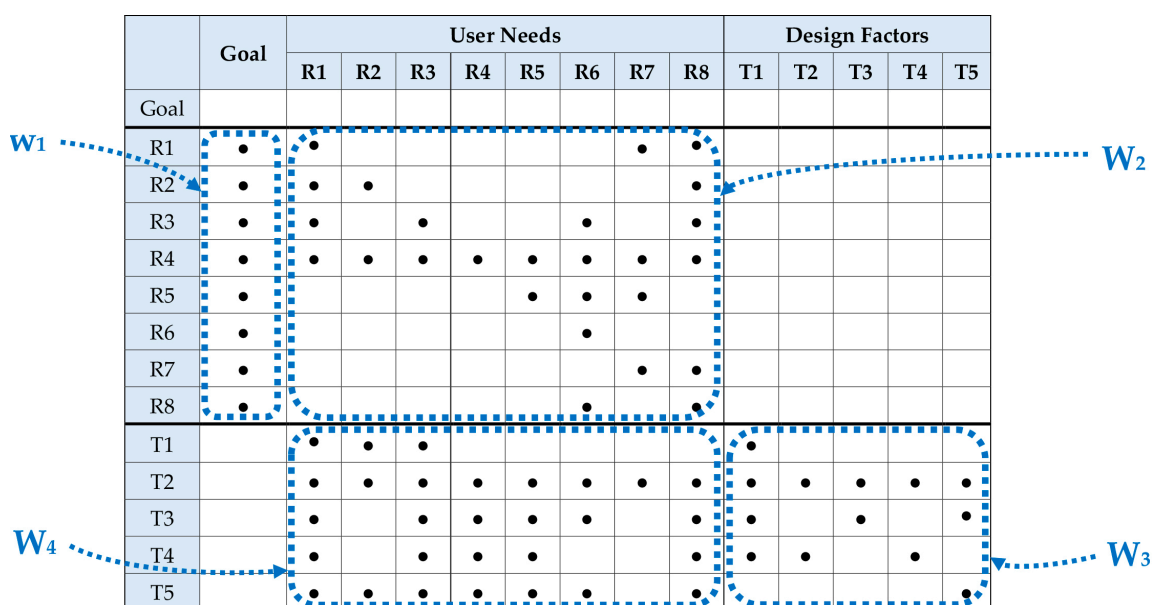 User Needs Design Factors
Goal
R1 R2 R3 R4 R5 R6 R7 R8 T1 T2 T3 T4 T5
Goal
w1 R1
W2
R2
R3
R4
R5
R6
R7
R8
T1
T2
T3
W4 T4 W3
T5